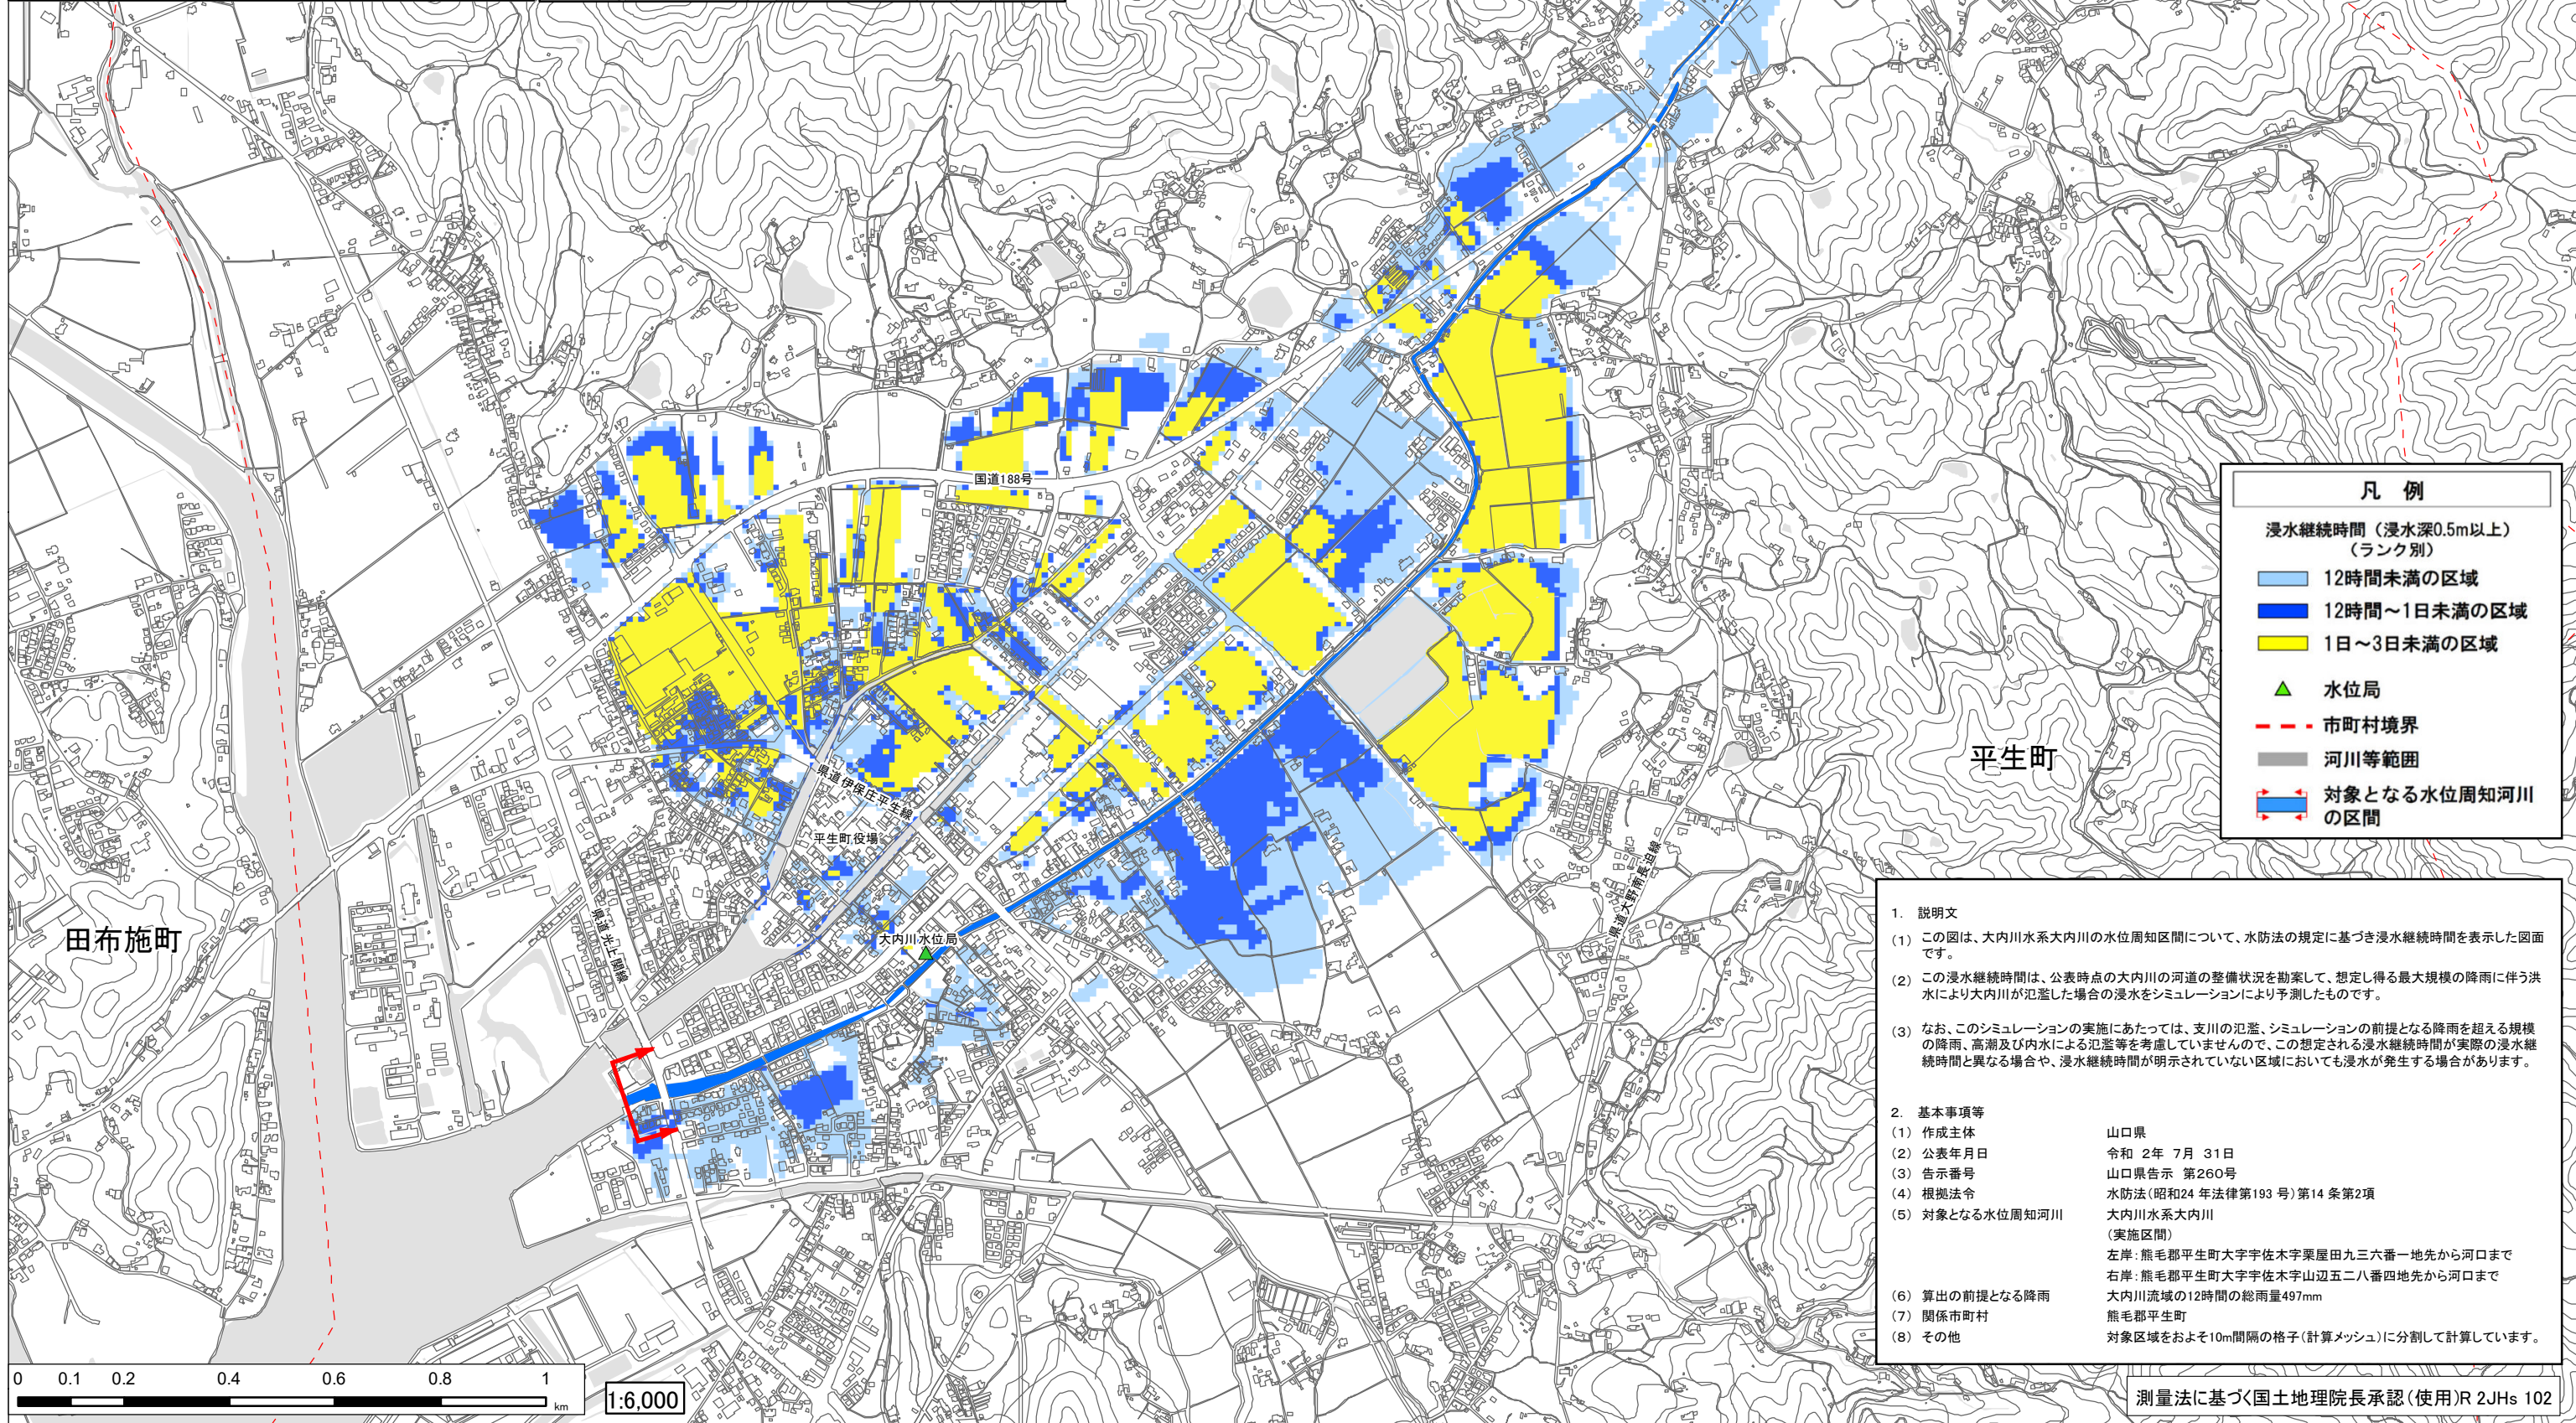 国道188号
県道伊保庄平生線
平生町役場
大内川水位局
県道光上関線
県道大野南長迫線
田布施町
平生町
凡 例
浸水継続時間（浸水深0.5m以上）
（ランク別）
12時間未満の区域
12時間～1日未満の区域
1日～3日未満の区域
水位局
市町村境界
河川等範囲
対象となる水位周知河川
の区間
1. 説明文
(1) この図は、大内川水系大内川の水位周知区間について、水防法の規定に基づき浸水継続時間を表示した図面
です。
(2) この浸水継続時間は、公表時点の大内川の河道の整備状況を勘案して、想定し得る最大規模の降雨に伴う洪
水により大内川が氾濫した場合の浸水をシミュレーションにより予測したものです。
(3) なお、このシミュレーションの実施にあたっては、支川の氾濫、シミュレーションの前提となる降雨を超える規模
の降雨、高潮及び内水による氾濫等を考慮していませんので、この想定される浸水継続時間が実際の浸水継
続時間と異なる場合や、浸水継続時間が明示されていない区域においても浸水が発生する場合があります。
2. 基本事項等
(1) 作成主体 山口県
(2) 公表年月日 令和 2年 7月 31日
(3) 告示番号 山口県告示 第260号
(4) 根拠法令 水防法（昭和24 年法律第193 号）第14 条第2項
(5) 対象となる水位周知河川 大内川水系大内川
（実施区間）
左岸：熊毛郡平生町大字宇佐木字栗屋田九三六番一地先から河口まで
右岸：熊毛郡平生町大字宇佐木字山辺五二八番四地先から河口まで
(6) 算出の前提となる降雨 大内川流域の12時間の総雨量497mm
(7) 関係市町村 熊毛郡平生町
(8) その他 対象区域をおよそ10m間隔の格子（計算メッシュ）に分割して計算しています。
0 0.1 0.2 0.4 0.6 0.8 1
km
1:6,000
測量法に基づく国土地理院長承認（使用）R 2JHs 102